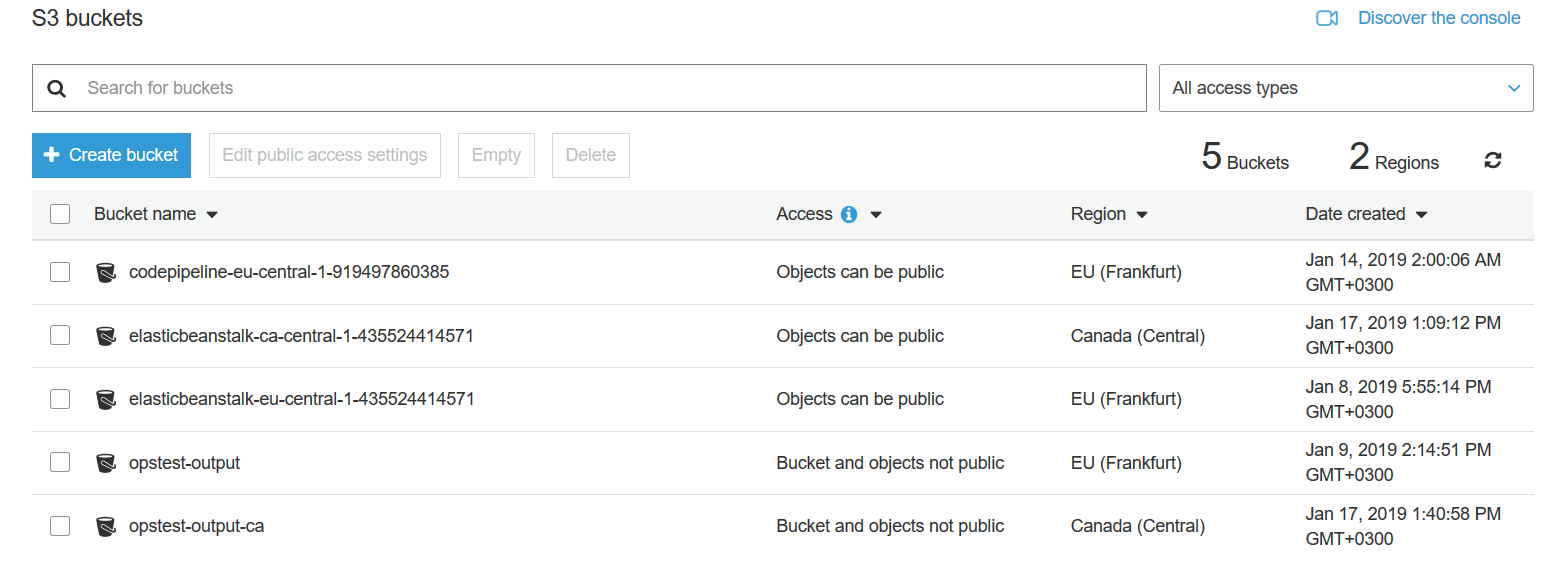 S3 buckets
Discover the console
Search for buckets
All access types
Create bucket
Edit public access settings
Empty
Delete
5 Buckets
2 Regions
Bucket name
Access
Region
Date created
codepipeline-eu-central-1-919497860385
Objects can be public
EU (Frankfurt)
Jan 14, 2019 2:00:06 AM
GMT+0300
elasticbeanstalk-ca-central-1-435524414571
Objects can be public
Canada (Central)
Jan 17, 2019 1:09:12 PM
GMT+0300
elasticbeanstalk-eu-central-1-435524414571
Objects can be public
EU (Frankfurt)
Jan 8, 2019 5:55:14 PM
GMT+0300
opstest-output
Bucket and objects not public
EU (Frankfurt)
Jan 9, 2019 2:14:51 PM
GMT+0300
opstest-output-ca
Bucket and objects not public
Canada (Central)
Jan 17, 2019 1:40:58 PM
GMT+0300